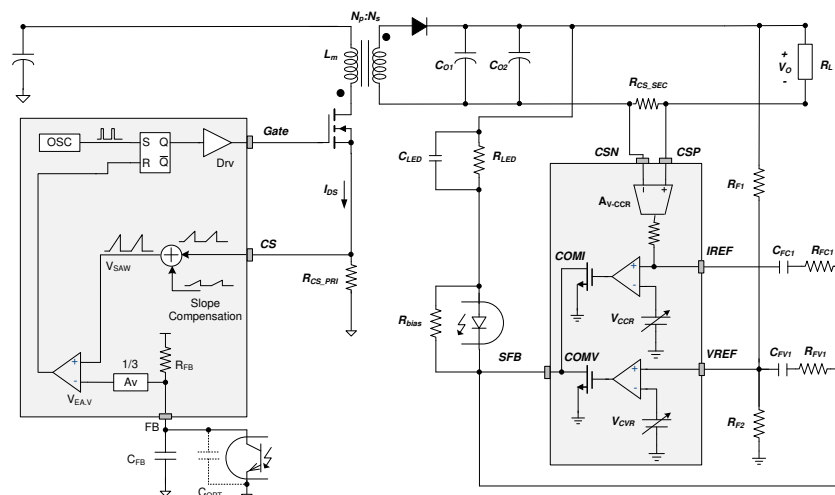 Np:Ns
Lm
CO1
CO2
+
VO
-
RL
RCS_SEC
OSC
S Q
R Q̅
Drv
Gate
CLED
RLED
CSN
CSP
AV-CCR
- +
RF1
IDS
CS
VSAW
+
Slope
Compensation
RCS_PRI
COMI
+
-
IREF
CFC1
RFC1
VCCR
Rbias
SFB
COMV
+
-
VREF
CFV1
RFV1
VCVR
RF2
RFB
1/3
Av
+
-
VEA.V
FB
CFB
COPT